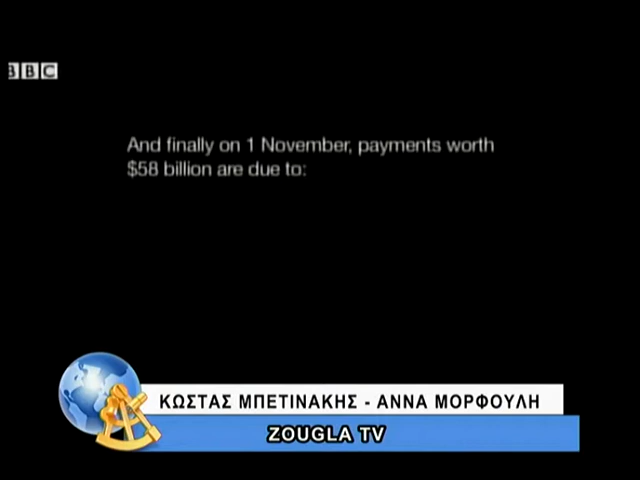 BBC
And finally on 1 November, payments worth
$58 billion are due to:
ΚΩΣΤΑΣ ΜΠΕΤΙΝΑΚΗΣ - ΑΝΝΑ ΜΟΡΦΟΥΛΗ
ZOUGLA TV